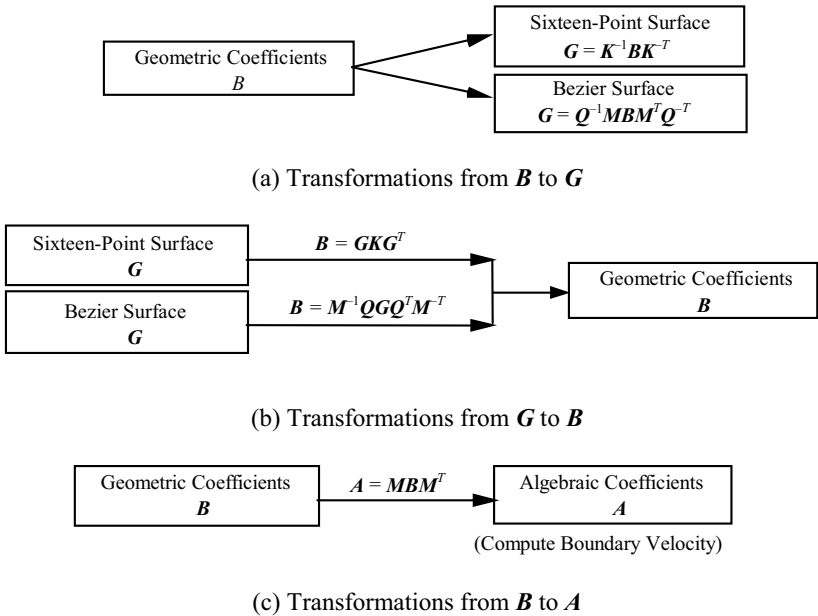 Geometric Coefficients
B
Sixteen-Point Surface
G = K⁻¹BK⁻ᵀ
Bezier Surface
G = Q⁻¹MBMᵀQ⁻ᵀ
(a) Transformations from B to G
Sixteen-Point Surface
G
B = GKGᵀ
Bezier Surface
G
B = M⁻¹QGQᵀM⁻ᵀ
Geometric Coefficients
B
(b) Transformations from G to B
Geometric Coefficients
B
A = MBMᵀ
Algebraic Coefficients
A
(Compute Boundary Velocity)
(c) Transformations from B to A